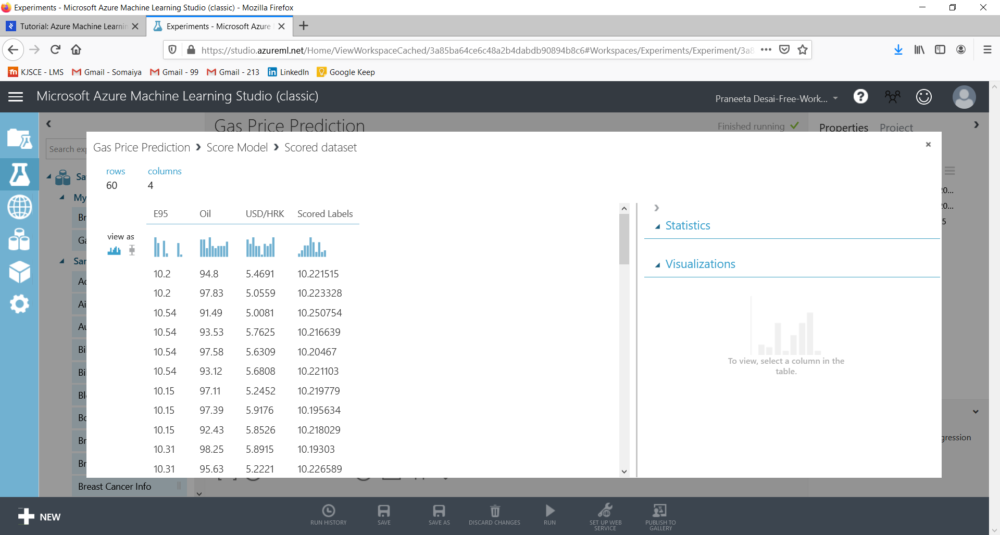 Experiments - Microsoft Azure Machine Learning Studio (classic) - Mozilla Firefox
Tutorial: Azure Machine Learnin
Experiments - Microsoft Azure
https://studio.azureml.net/Home/ViewWorkspaceCached/3a85ba64ce6c48a2b4dabdb90894b8c6#Workspaces/Experiments/Experiment/3a8
KJSCE - LMS Gmail - Somaiya Gmail - 99 Gmail - 213 LinkedIn Google Keep
Microsoft Azure Machine Learning Studio (classic)
Praneeta Desai-Free-Work...
Gas Price Prediction
Finished running
Properties Project
Search exp
Gas Price Prediction Score Model Scored dataset
rows columns
60 4
E95 Oil USD/HRK Scored Labels
view as
10.2 94.8 5.4691 10.221515
10.2 97.83 5.0559 10.223328
10.54 91.49 5.0081 10.250754
10.54 93.53 5.7625 10.216639
10.54 97.58 5.6309 10.20467
10.54 93.12 5.6808 10.221103
10.15 97.11 5.2452 10.219779
10.15 97.39 5.9176 10.195634
10.15 92.43 5.8526 10.218029
10.31 98.25 5.8915 10.19303
10.31 95.63 5.2221 10.226589
Statistics
Visualizations
To view, select a column in the
table.
Sa
My
Br
Ga
Sar
Ac
Ai
Au
Bi
Bi
Bl
Bc
Br
Br
Breast Cancer Info
20...
20...
5
gression
NEW
RUN HISTORY
SAVE
SAVE AS
DISCARD CHANGES
RUN
SET UP WEB
SERVICE
PUBLISH TO
GALLERY